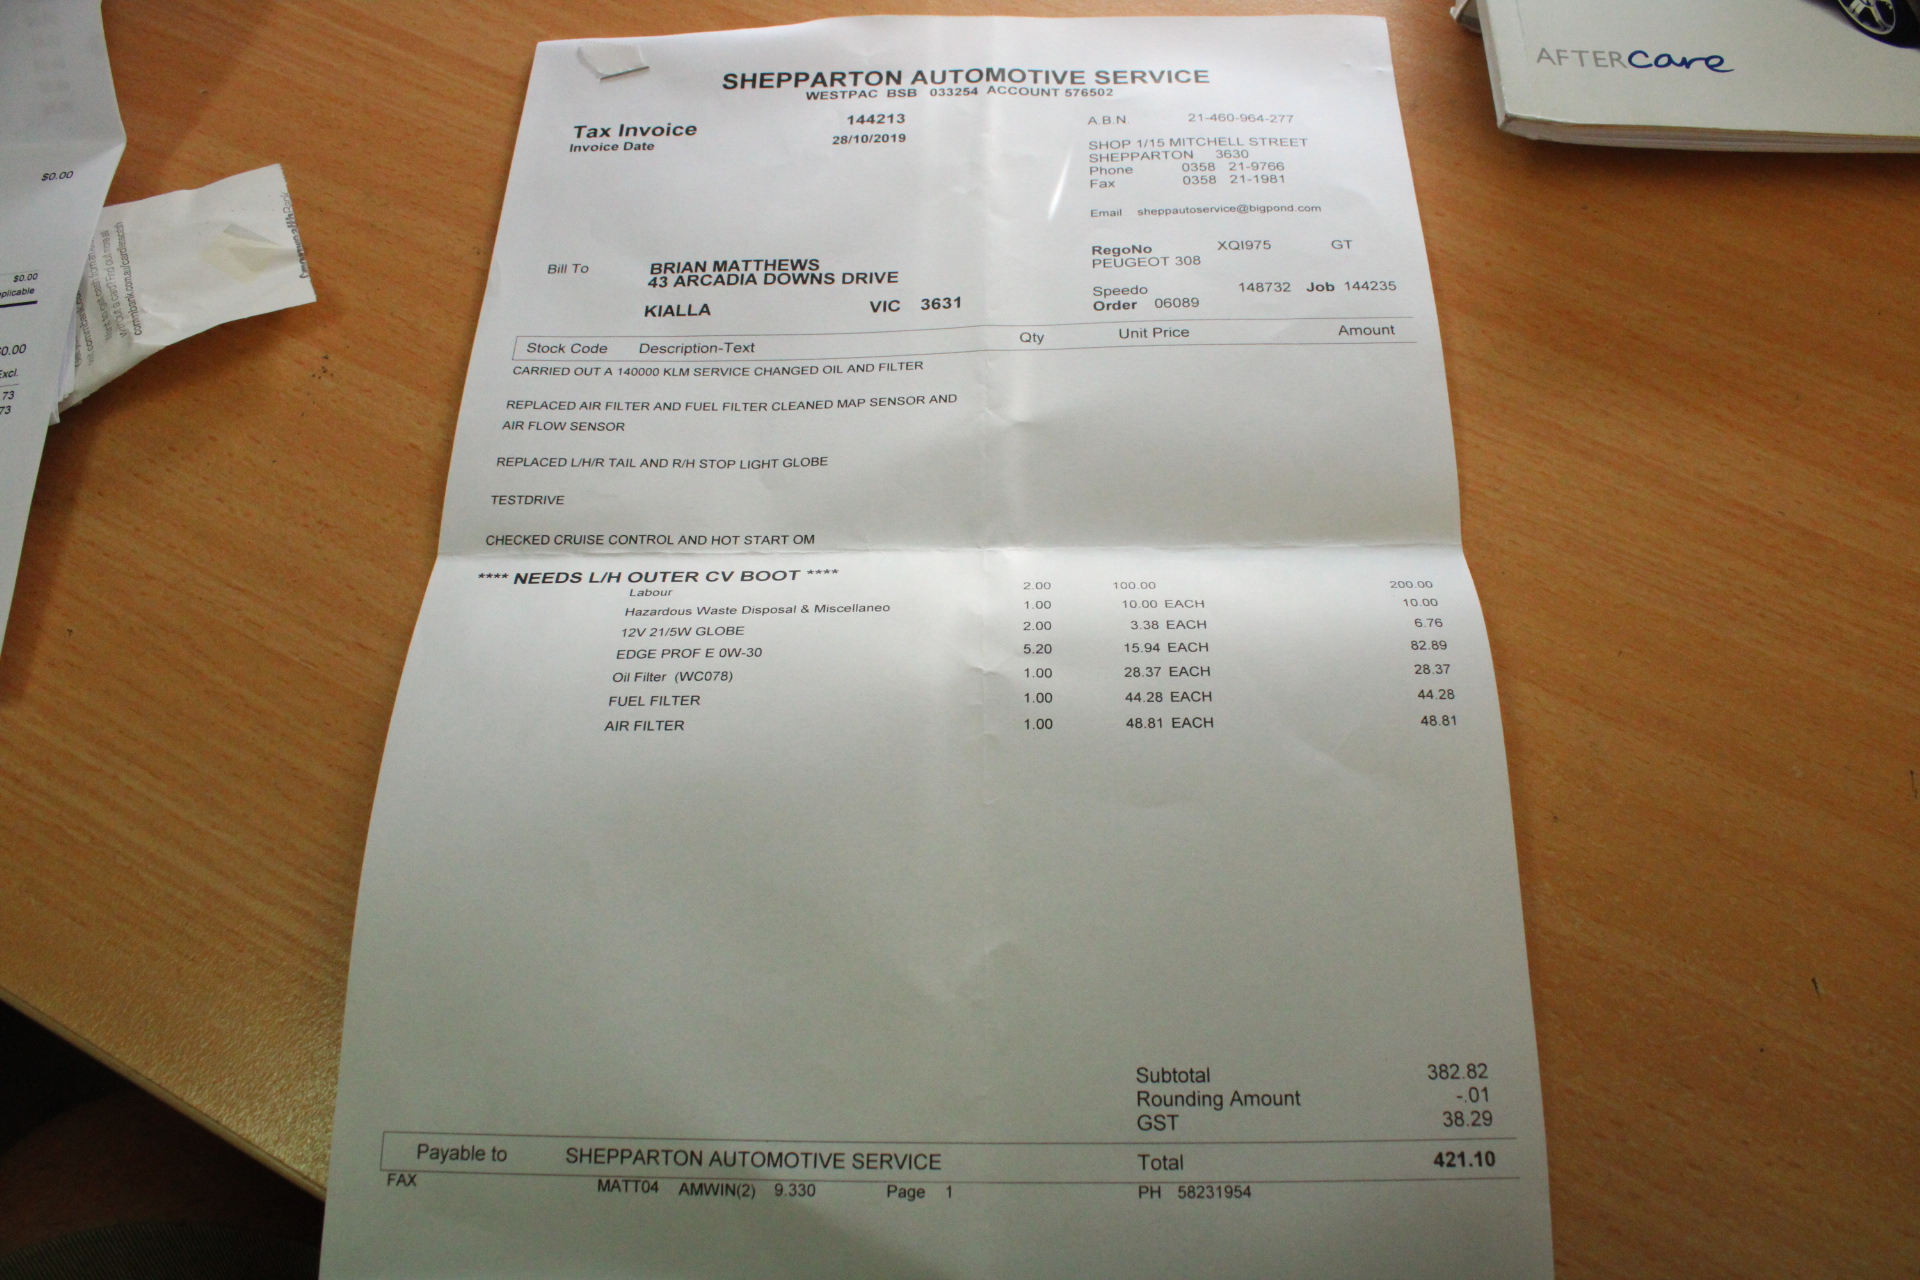 SHEPPARTON AUTOMOTIVE SERVICE
WESTPAC BSB 033254 ACCOUNT 576502
Tax Invoice 144213
Invoice Date 28/10/2019
A.B.N. 21-460-964-277
SHOP 1/15 MITCHELL STREET
SHEPPARTON 3630
Phone 0358 21-9766
Fax 0358 21-1981
Email sheppautoservice@bigpond.com
Bill To BRIAN MATTHEWS
43 ARCADIA DOWNS DRIVE
KIALLA VIC 3631
RegoNo XQI975 GT
PEUGEOT 308
Speedo 148732 Job 144235
Order 06089
Stock Code Description-Text Qty Unit Price Amount
CARRIED OUT A 140000 KLM SERVICE CHANGED OIL AND FILTER
REPLACED AIR FILTER AND FUEL FILTER CLEANED MAP SENSOR AND
AIR FLOW SENSOR
REPLACED L/H/R TAIL AND R/H STOP LIGHT GLOBE
TESTDRIVE
CHECKED CRUISE CONTROL AND HOT START OM
**** NEEDS L/H OUTER CV BOOT ****
Labour 2.00 100.00 200.00
Hazardous Waste Disposal & Miscellaneo 1.00 10.00 EACH 10.00
12V 21/5W GLOBE 2.00 3.38 EACH 6.76
EDGE PROF E 0W-30 5.20 15.94 EACH 82.89
Oil Filter (WC078) 1.00 28.37 EACH 28.37
FUEL FILTER 1.00 44.28 EACH 44.28
AIR FILTER 1.00 48.81 EACH 48.81
Subtotal 382.82
Rounding Amount -.01
GST 38.29
Payable to SHEPPARTON AUTOMOTIVE SERVICE Total 421.10
FAX MATT04 AMWIN(2) 9.330 Page 1 PH 58231954
AFTERcare
$0.00
$0.00
plicable
0.00
Excl.
73
73